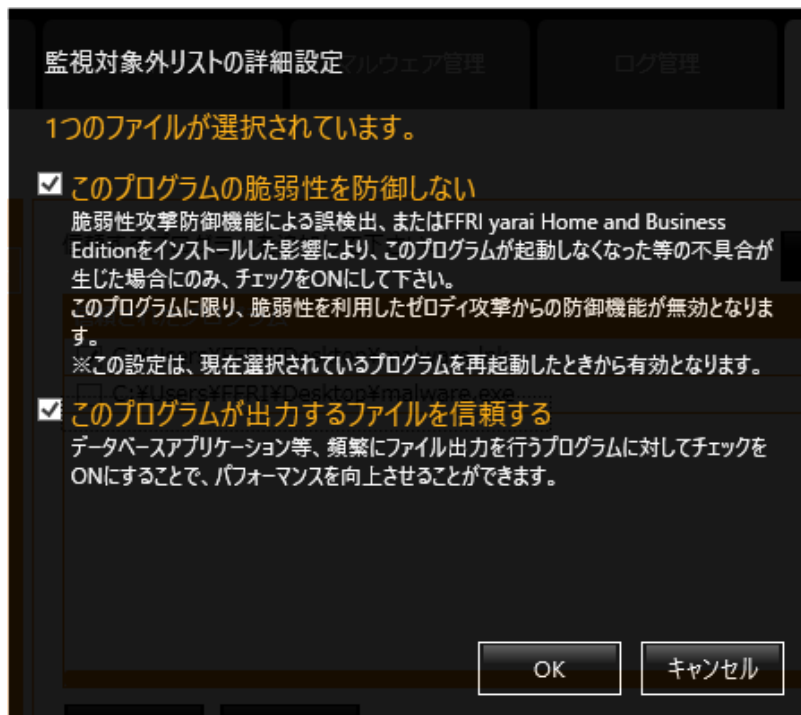 監視対象外リストの詳細設定
マルウェア管理
ログ管理
1つのファイルが選択されています。
このプログラムの脆弱性を防御しない
脆弱性攻撃防御機能による誤検出、またはFFRI yarai Home and Business
Editionをインストールした影響により、このプログラムが起動しなくなった等の不具合が
生じた場合にのみ、チェックをONにして下さい。
このプログラムに限り、脆弱性を利用したゼロデイ攻撃からの防御機能が無効となりま
す。
※この設定は、現在選択されているプログラムを再起動したときから有効となります。
C:¥Users¥FFRI¥Desktop¥malware.exe
このプログラムが出力するファイルを信頼する
データベースアプリケーション等、頻繁にファイル出力を行うプログラムに対してチェックを
ONにすることで、パフォーマンスを向上させることができます。
OK
キャンセル